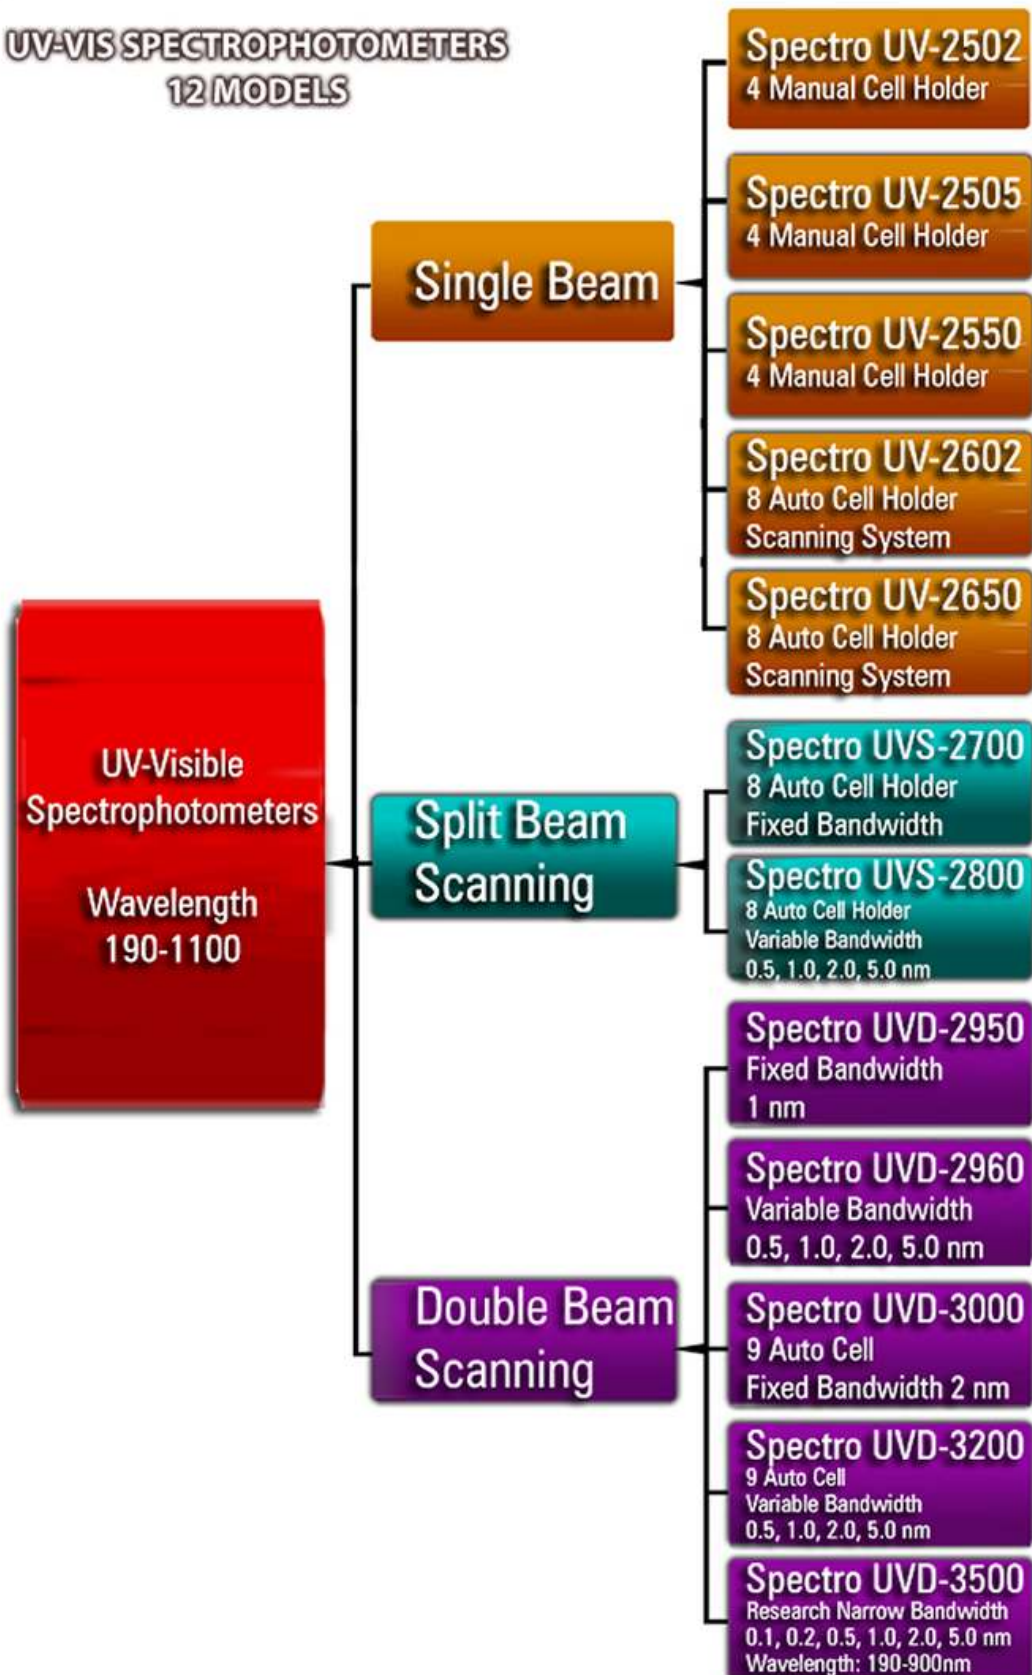 UV-VIS SPECTROPHOTOMETERS
12 MODELS
UV-Visible
Spectrophotometers
Wavelength
190-1100
Single Beam
Spectro UV-2502
4 Manual Cell Holder
Spectro UV-2505
4 Manual Cell Holder
Spectro UV-2550
4 Manual Cell Holder
Spectro UV-2602
8 Auto Cell Holder
Scanning System
Spectro UV-2650
8 Auto Cell Holder
Scanning System
Split Beam
Scanning
Spectro UVS-2700
8 Auto Cell Holder
Fixed Bandwidth
Spectro UVS-2800
8 Auto Cell Holder
Variable Bandwidth
0.5, 1.0, 2.0, 5.0 nm
Double Beam
Scanning
Spectro UVD-2950
Fixed Bandwidth
1 nm
Spectro UVD-2960
Variable Bandwidth
0.5, 1.0, 2.0, 5.0 nm
Spectro UVD-3000
9 Auto Cell
Fixed Bandwidth 2 nm
Spectro UVD-3200
9 Auto Cell
Variable Bandwidth
0.5, 1.0, 2.0, 5.0 nm
Spectro UVD-3500
Research Narrow Bandwidth
0.1, 0.2, 0.5, 1.0, 2.0, 5.0 nm
Wavelength: 190-900nm